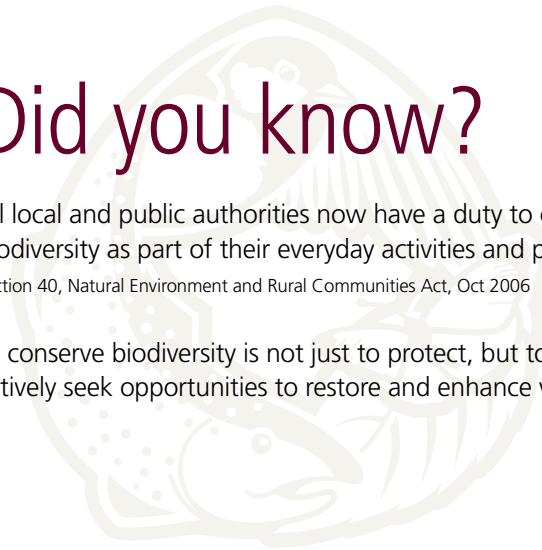 Did you know?
l local and public authorities now have a duty to
odiversity as part of their everyday activities and p
ction 40, Natural Environment and Rural Communities Act, Oct 2006
conserve biodiversity is not just to protect, but to
tively seek opportunities to restore and enhance